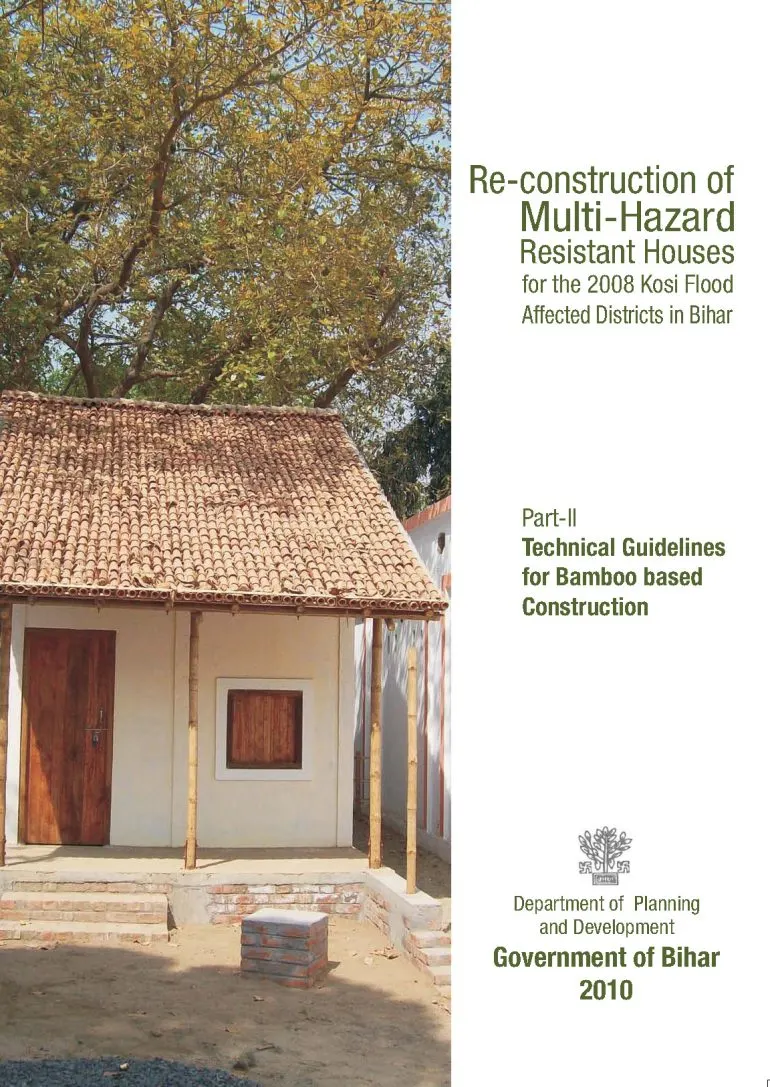 Re-construction of
Multi-Hazard
Resistant Houses
for the 2008 Kosi Flood
Affected Districts in Bihar
Part-II
Technical Guidelines
for Bamboo based
Construction
Department of Planning
and Development
Government of Bihar
2010